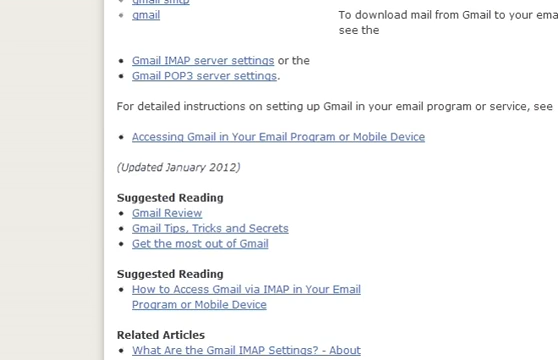 gmail smtp
gmail
To download mail from Gmail to your
see the
Gmail IMAP server settings or the
Gmail POP3 server settings.
For detailed instructions on setting up Gmail in your email program or service, see
Accessing Gmail in Your Email Program or Mobile Device
(Updated January 2012)
Suggested Reading
Gmail Review
Gmail Tips, Tricks and Secrets
Get the most out of Gmail
Suggested Reading
How to Access Gmail via IMAP in Your Email
Program or Mobile Device
Related Articles
What Are the Gmail IMAP Settings? - About